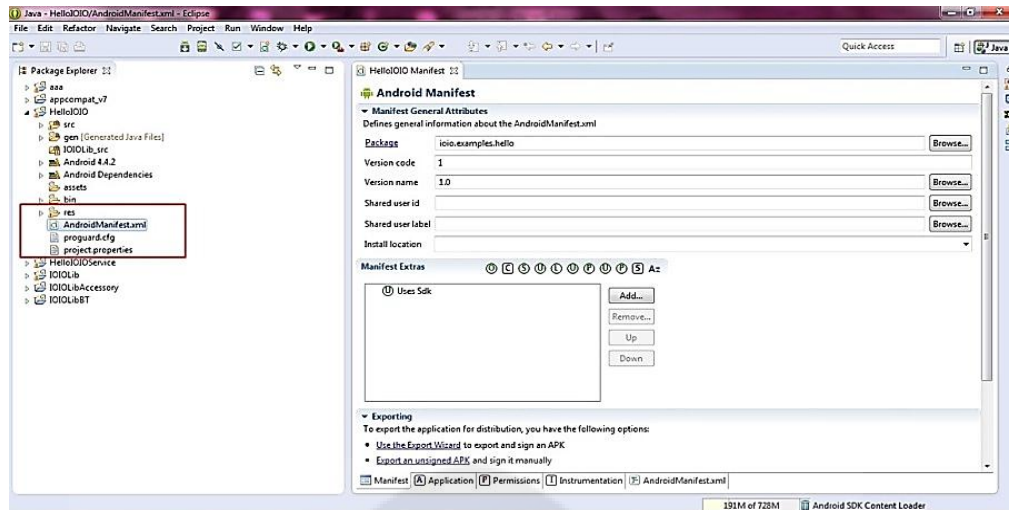 Java - HelloIOIO/AndroidManifest.xml - Eclipse
File Edit Refactor Navigate Search Project Run Window Help
Quick Access
Java
Package Explorer
aaa
appcompat_v7
HelloIOIO
src
gen [Generated Java Files]
IOIOLib_src
Android 4.4.2
Android Dependencies
assets
bin
res
AndroidManifest.xml
proguard.cfg
project.properties
HelloIOIOService
IOIOLib
IOIOLibAccessory
IOIOLibBT
HelloIOIO Manifest
Android Manifest
Manifest General Attributes
Defines general information about the AndroidManifest.xml
Package ioio.examples.hello Browse...
Version code 1
Version name 1.0 Browse...
Shared user id Browse...
Shared user label Browse...
Install location
Manifest Extras O C S U L U P U P S Az
U Uses Sdk
Add...
Remove...
Up
Down
Exporting
To export the application for distribution, you have the following options:
Use the Export Wizard to export and sign an APK
Export an unsigned APK and sign it manually
Manifest A Application P Permissions I Instrumentation AndroidManifest.xml
191M of 728M Android SDK Content Loader